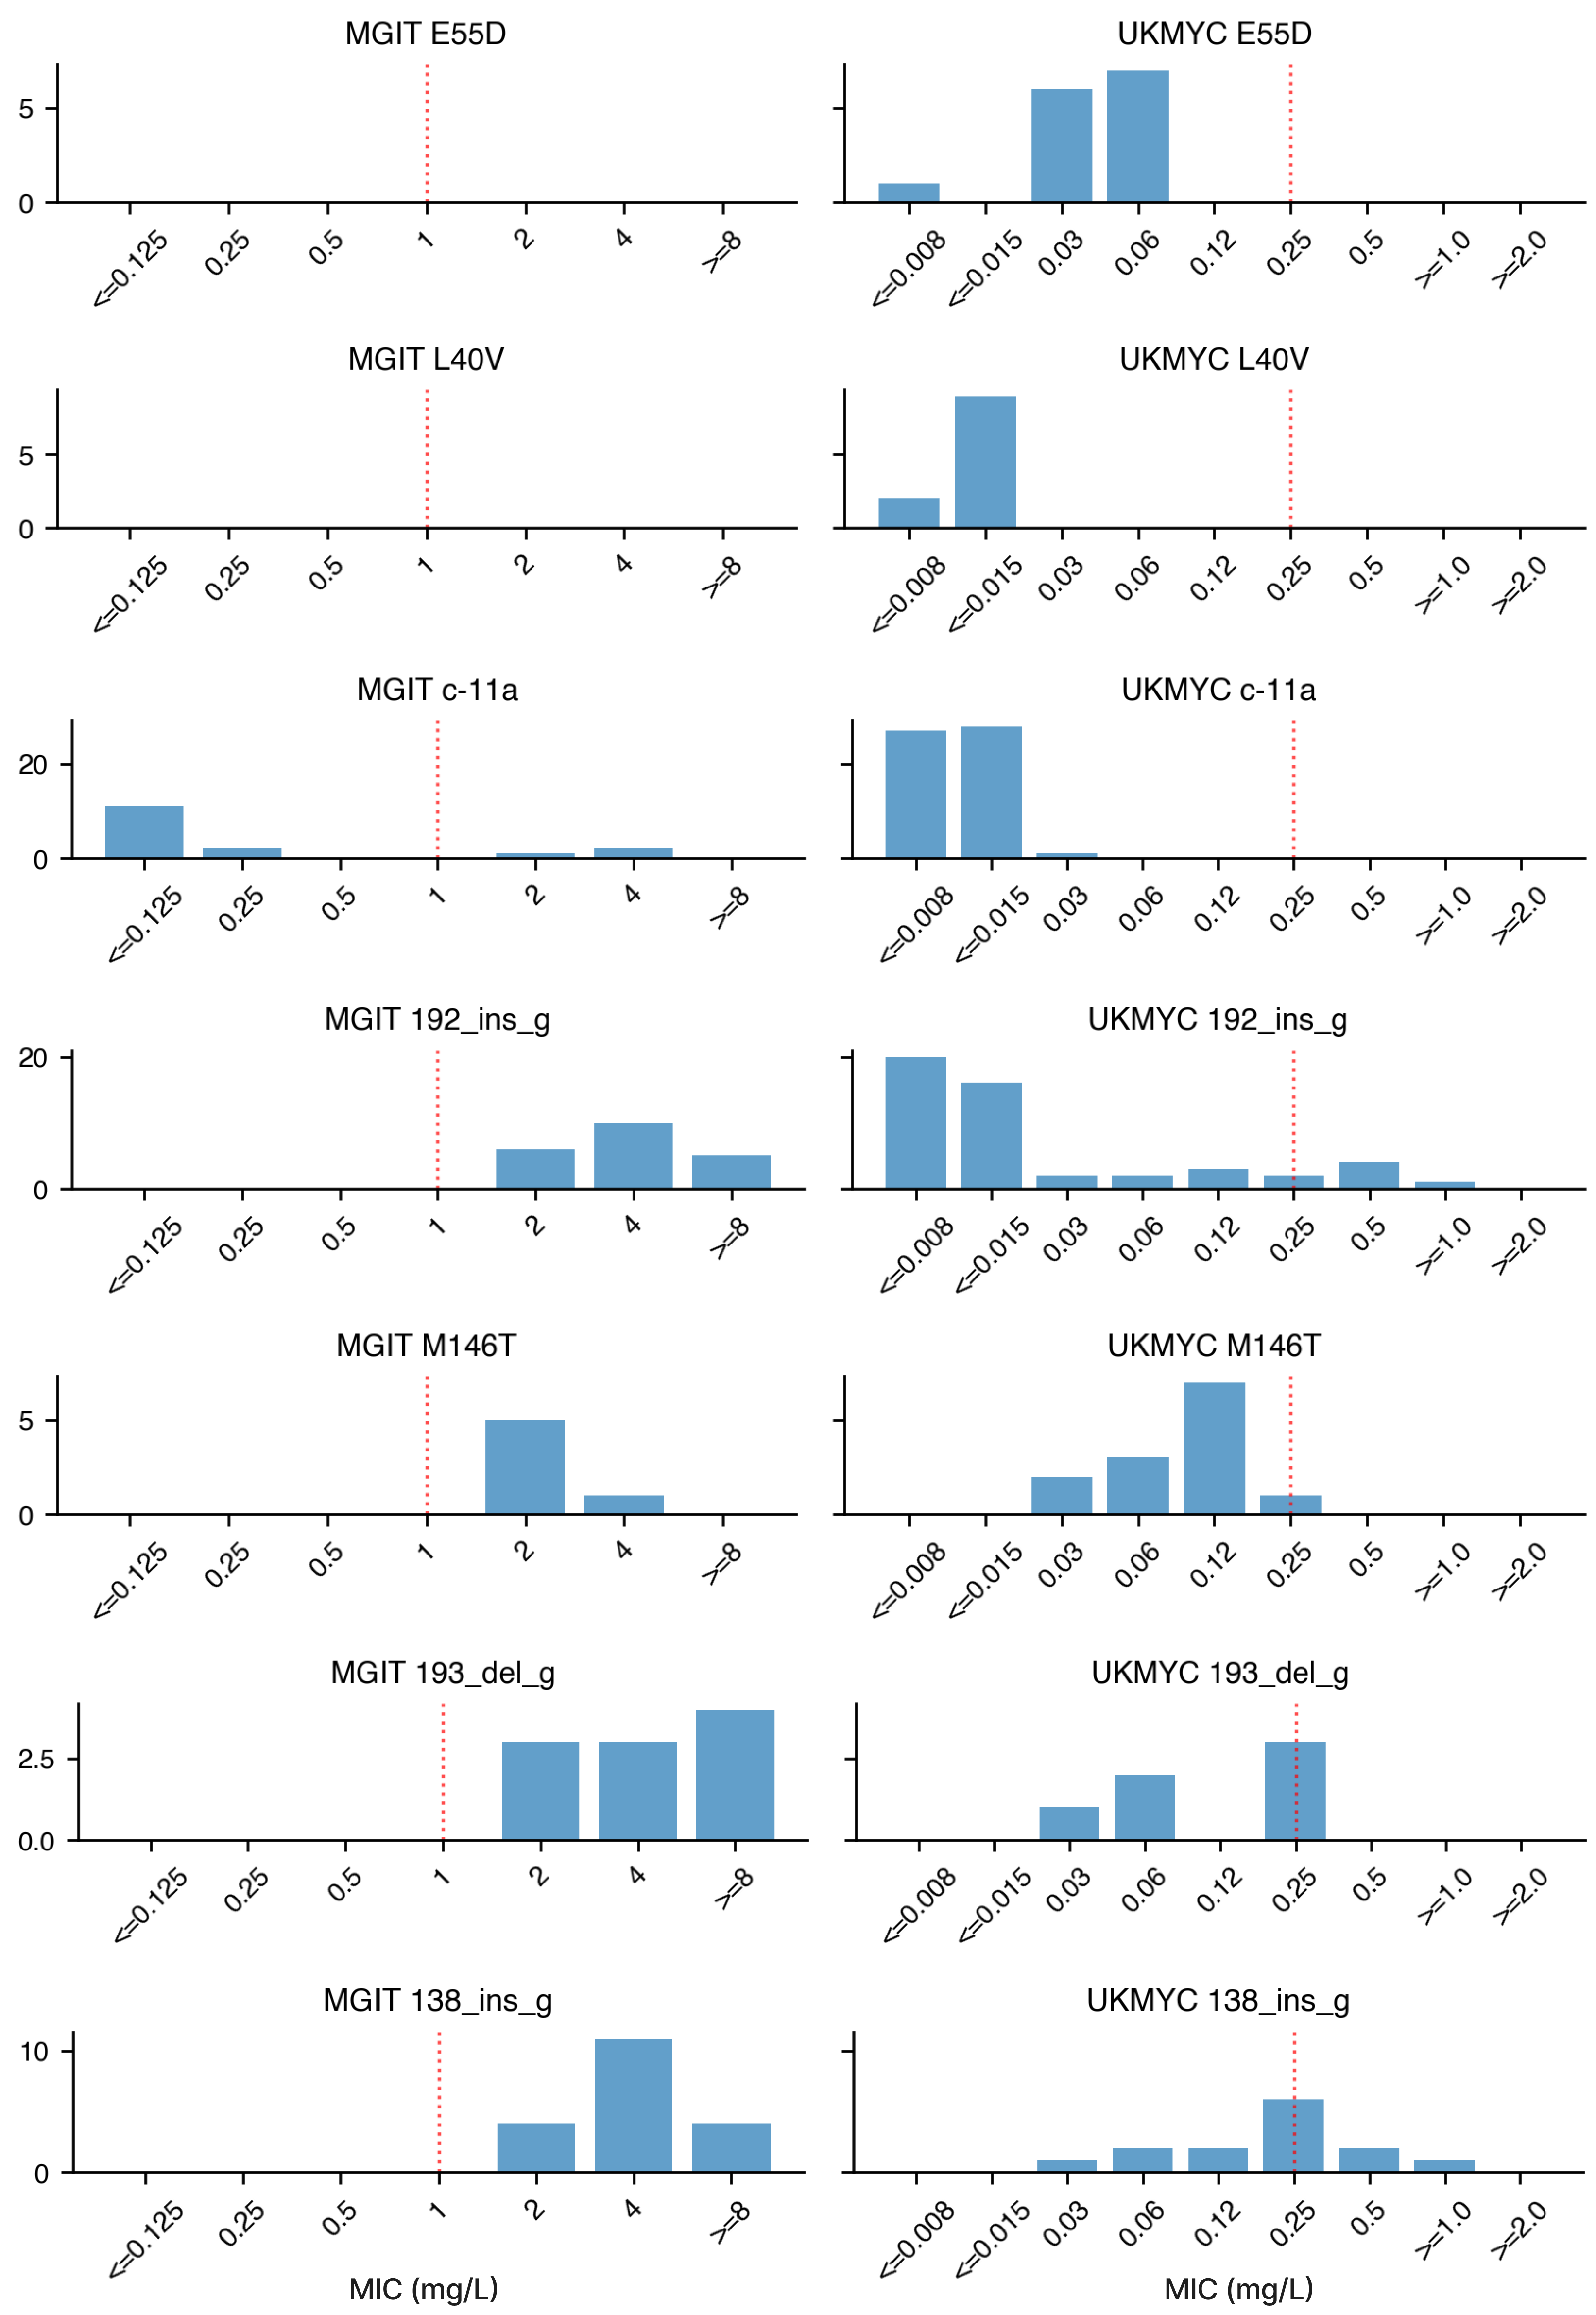 MGIT E55D
5
0
<=0.125 0.25 0.5 1 2 4 >=8
UKMYC E55D
<=0.008 <=0.015 0.03 0.06 0.12 0.25 0.5 >=1.0 >=2.0
MGIT L40V
5
0
<=0.125 0.25 0.5 1 2 4 >=8
UKMYC L40V
<=0.008 <=0.015 0.03 0.06 0.12 0.25 0.5 >=1.0 >=2.0
MGIT c-11a
20
0
<=0.125 0.25 0.5 1 2 4 >=8
UKMYC c-11a
<=0.008 <=0.015 0.03 0.06 0.12 0.25 0.5 >=1.0 >=2.0
MGIT 192_ins_g
20
0
<=0.125 0.25 0.5 1 2 4 >=8
UKMYC 192_ins_g
<=0.008 <=0.015 0.03 0.06 0.12 0.25 0.5 >=1.0 >=2.0
MGIT M146T
5
0
<=0.125 0.25 0.5 1 2 4 >=8
UKMYC M146T
<=0.008 <=0.015 0.03 0.06 0.12 0.25 0.5 >=1.0 >=2.0
MGIT 193_del_g
2.5
0.0
<=0.125 0.25 0.5 1 2 4 >=8
UKMYC 193_del_g
<=0.008 <=0.015 0.03 0.06 0.12 0.25 0.5 >=1.0 >=2.0
MGIT 138_ins_g
10
0
<=0.125 0.25 0.5 1 2 4 >=8
MIC (mg/L)
UKMYC 138_ins_g
<=0.008 <=0.015 0.03 0.06 0.12 0.25 0.5 >=1.0 >=2.0
MIC (mg/L)